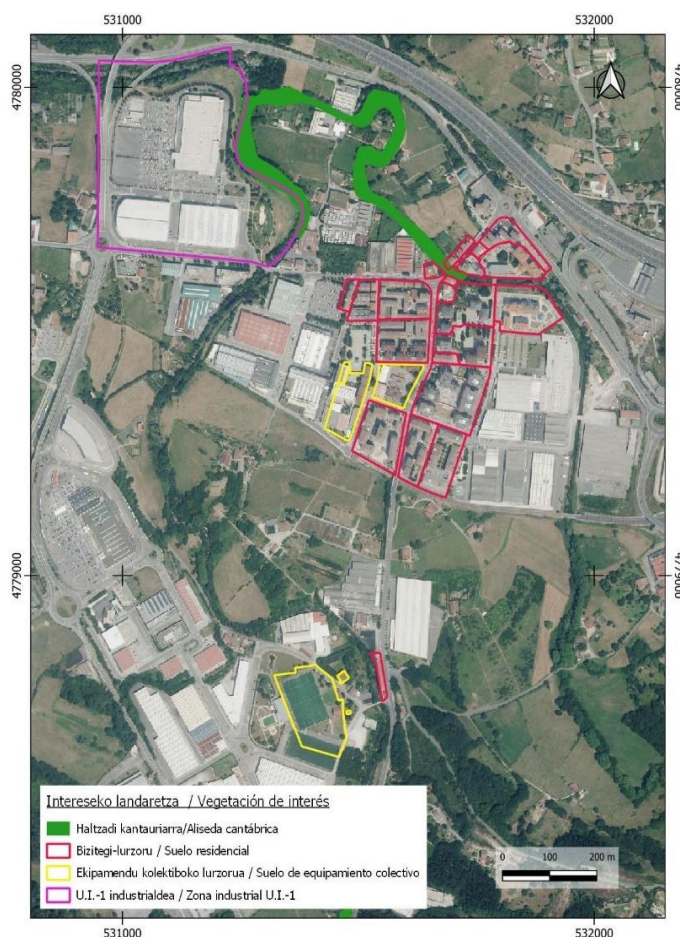 531000 532000
4780000 4780000
4779000 4779000
Intereseko landaretza / Vegetación de interés
Haltzadi kantauriarra/Aliseda cantábrica
Bizitegi-lurzoru / Suelo residencial
Ekipamendu kolektiboko lurzorua / Suelo de equipamiento colectivo
U.I.-1 industrialdea / Zona industrial U.I.-1
0 100 200 m
531000 532000